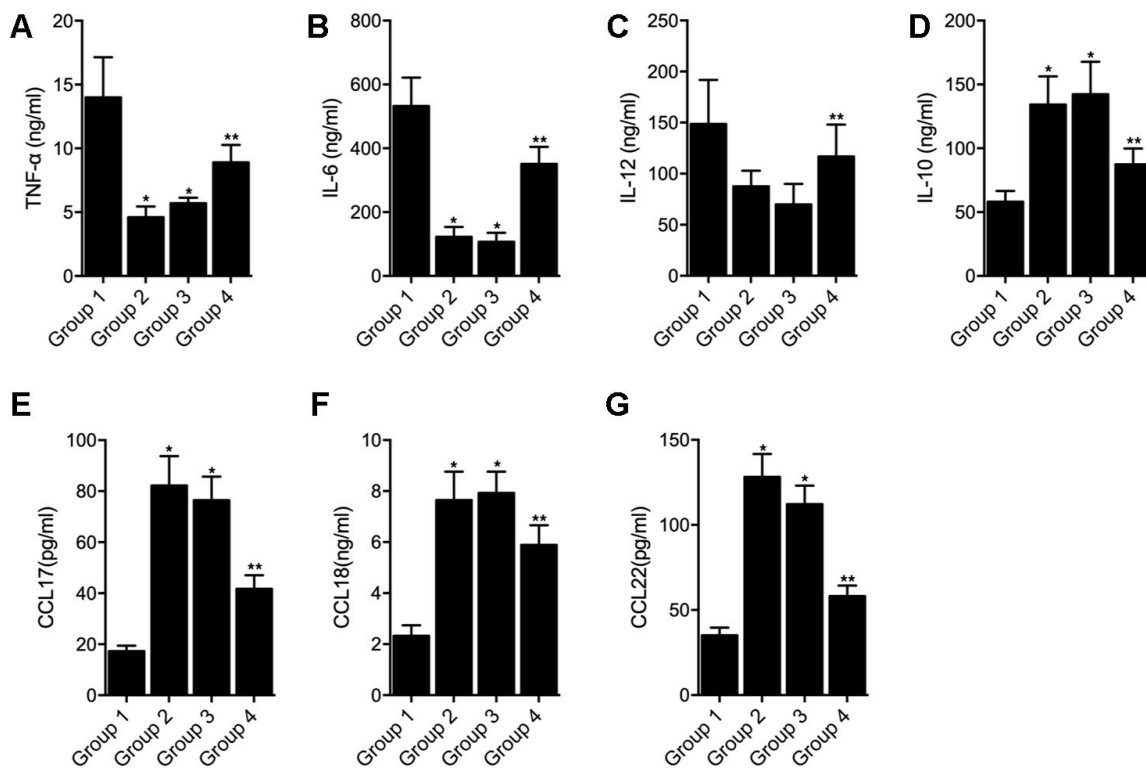 A
TNF-α (ng/ml)
20
15
10
5
0
*
*
**
Group 1
Group 2
Group 3
Group 4
B
IL-6 (ng/ml)
800
600
400
200
0
*
*
**
Group 1
Group 2
Group 3
Group 4
C
IL-12 (ng/ml)
250
200
150
100
50
0
**
Group 1
Group 2
Group 3
Group 4
D
IL-10 (ng/ml)
200
150
100
50
0
*
*
**
Group 1
Group 2
Group 3
Group 4
E
CCL17(pg/ml)
100
80
60
40
20
0
*
*
**
Group 1
Group 2
Group 3
Group 4
F
CCL18(ng/ml)
10
8
6
4
2
0
*
*
**
Group 1
Group 2
Group 3
Group 4
G
CCL22(pg/ml)
150
100
50
0
*
*
**
Group 1
Group 2
Group 3
Group 4